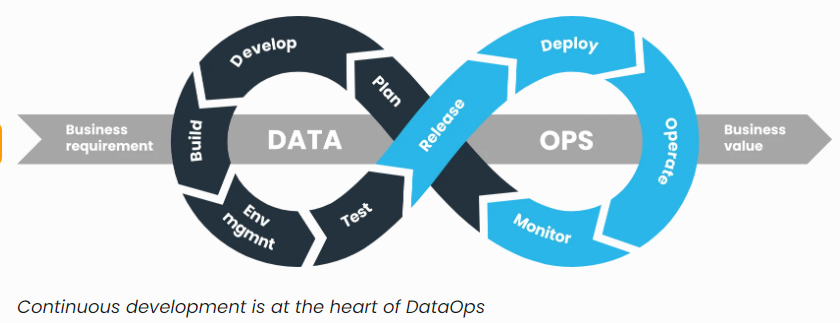 Business
requirement
DATA
Plan
Develop
Build
Env
mgmnt
Test
Release
OPS
Deploy
Operate
Monitor
Business
value
Continuous development is at the heart of DataOps